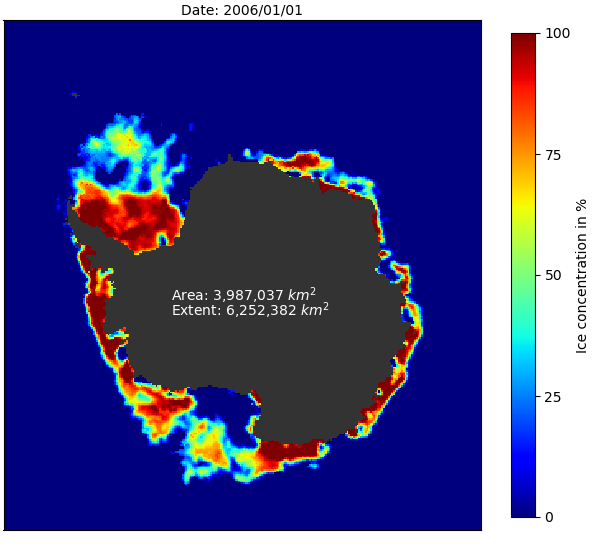 Date: 2006/01/01
100
75
50
25
0
Ice concentration in %
Area: 3,987,037 km²
Extent: 6,252,382 km²